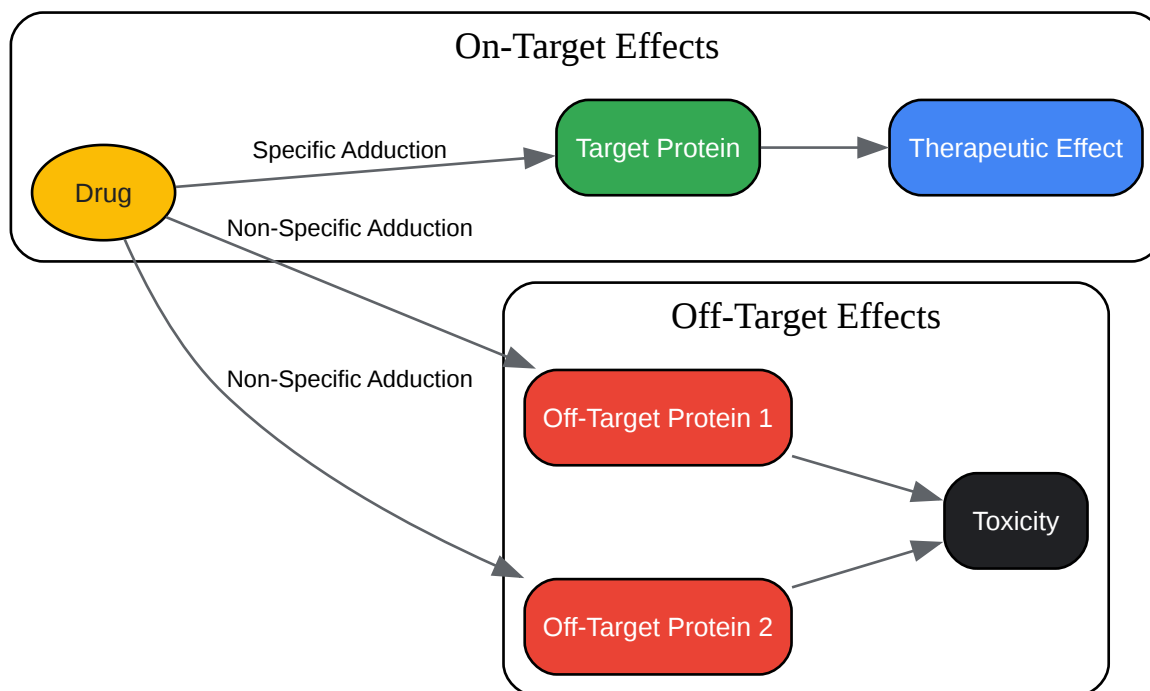 On-Target Effects
Specific Adduction
Target Protein
Therapeutic Effect
Drug
Non-Specific Adduction
Off-Target Effects
Non-Specific Adduction
Off-Target Protein 1
Toxicity
Off-Target Protein 2